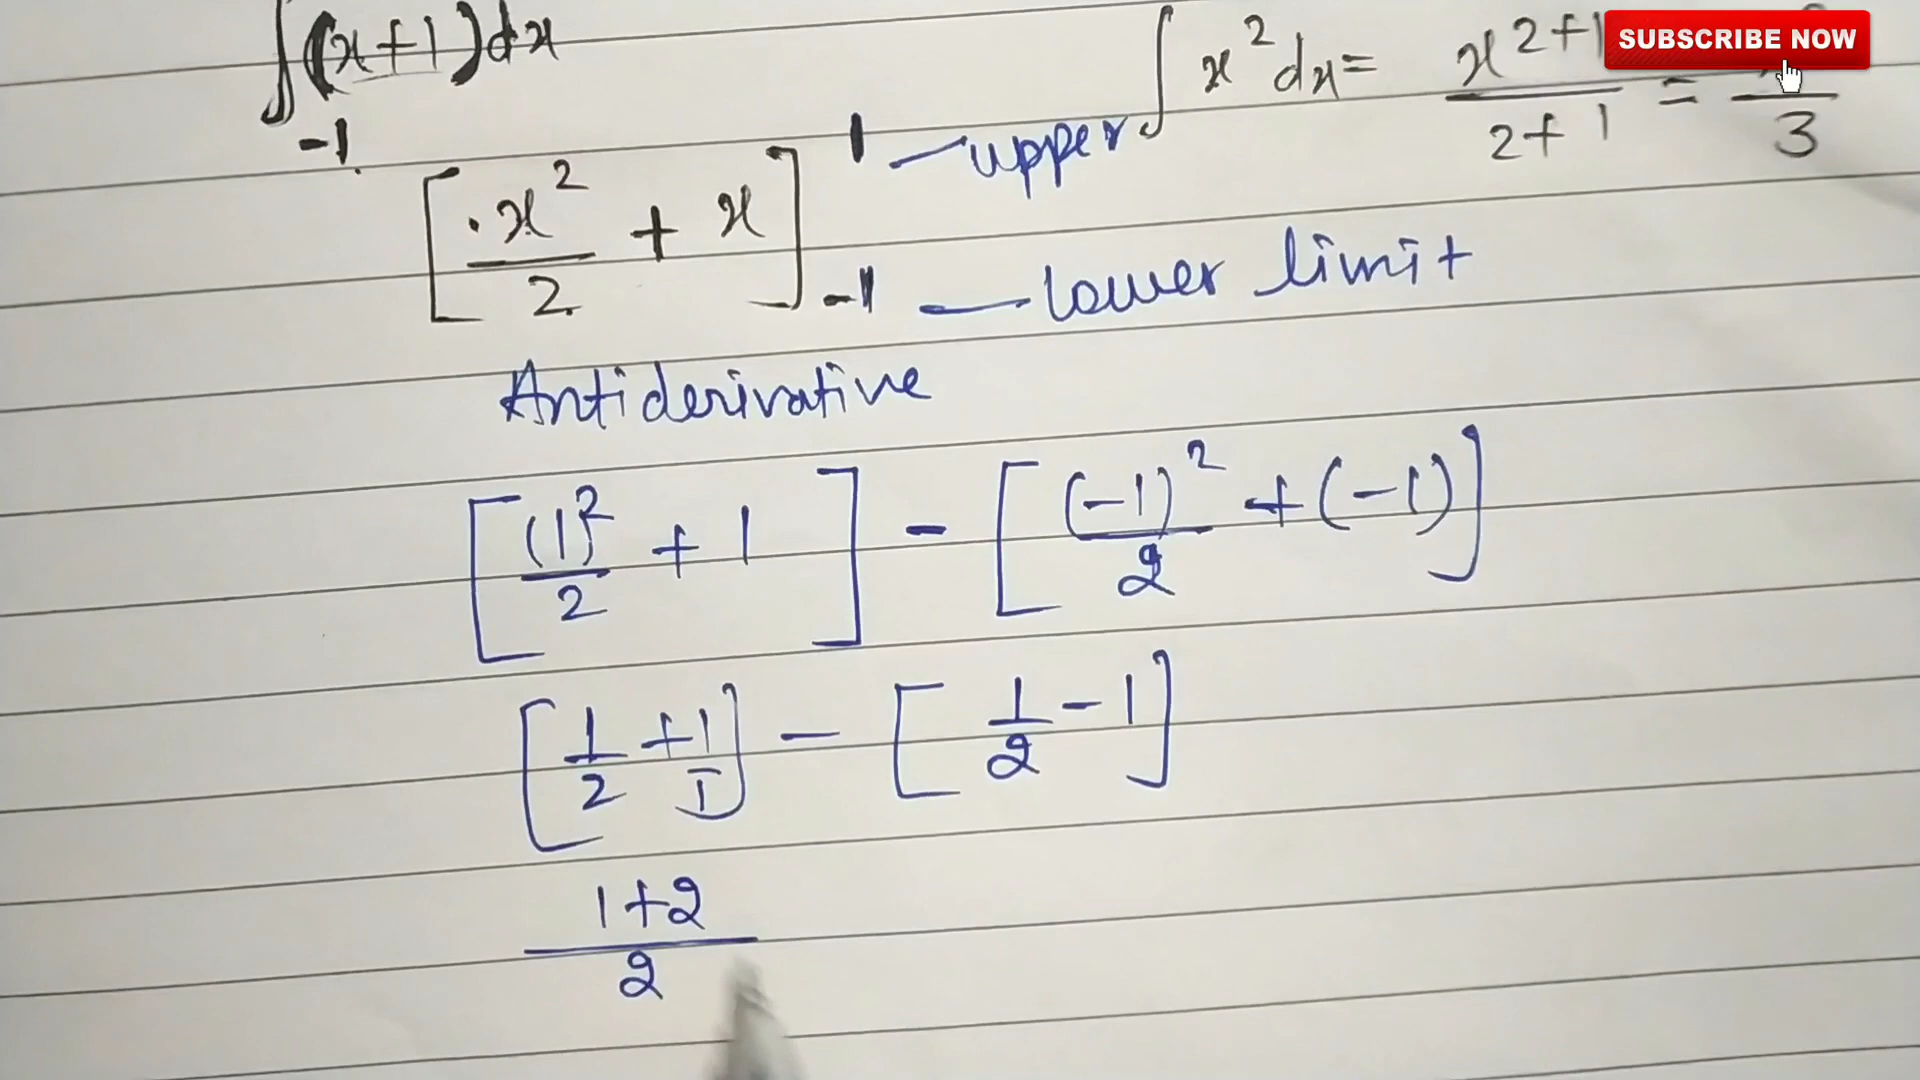 ∫(x+1)dx
-1
∫x²dx = x²⁺¹/2+1 = /3
SUBSCRIBE NOW
[x²/2 + x] 1 — upper
-1 — lower limit
Antiderivative
[(1)²/2 + 1] - [(-1)²/2 + (-1)]
[1/2 + 1/1] - [1/2 - 1]
1+2/2